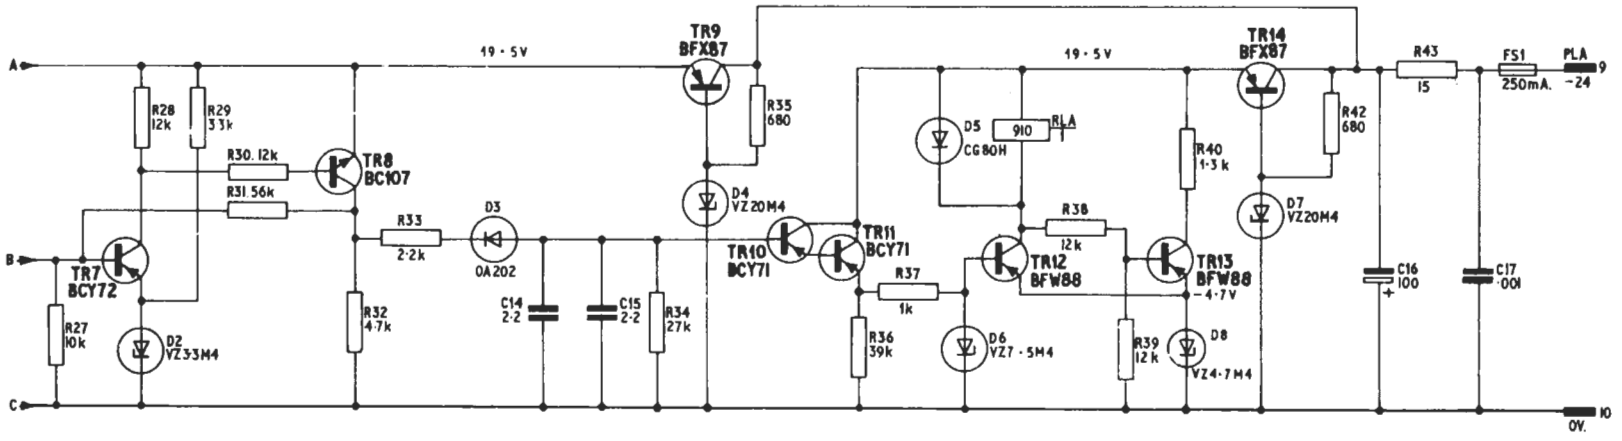 A
B
C
19·5V
R28
12k
R29
33k
R30.12k
R31.56k
TR8
BC107
TR7
BCY72
R27
10k
D2
VZ3·3M4
R33
2·2k
R32
4·7k
D3
OA202
C14
2·2
C15
2·2
R34
27k
TR9
BFX87
R35
680
D4
VZ20M4
TR10
BCY71
TR11
BCY71
R37
1k
R36
39k
19·5V
D5
CG80H
910
RLA
1
R38
12k
TR12
BFW88
D6
VZ7·5M4
R40
1·3k
TR13
BFW88
-4·7V
R39
12k
D8
VZ4·7M4
TR14
BFX87
R42
680
D7
VZ20M4
R43
15
FS1
250mA.
PLA
9
-24
C16
100
+
C17
·001
10
0V.